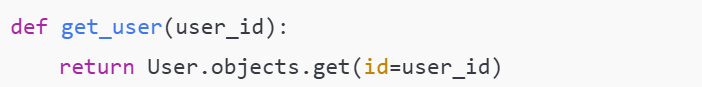 def get_user(user_id):
    return User.objects.get(id=user_id)